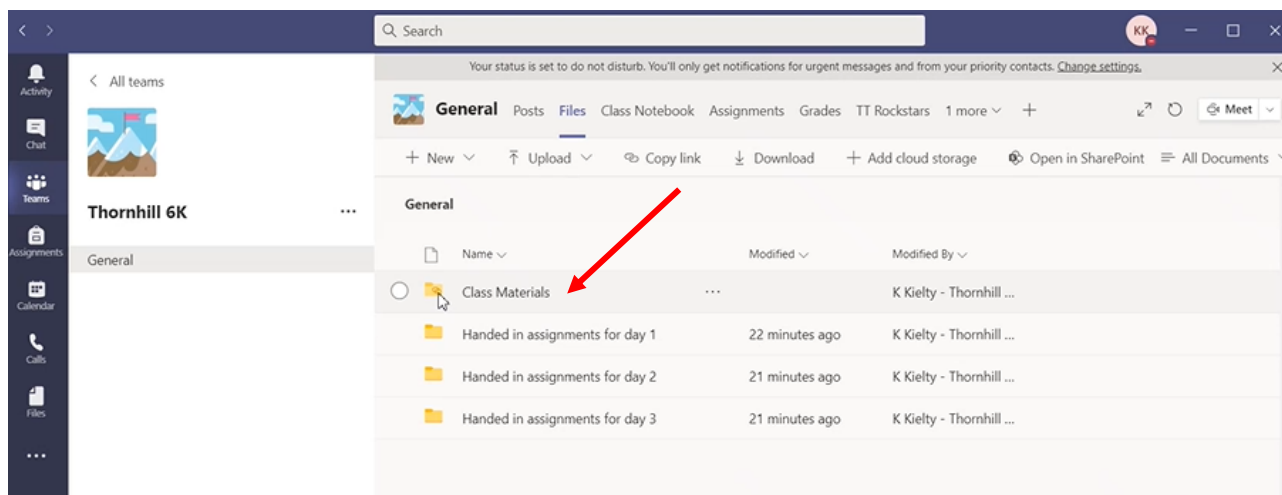 Search
KK
Your status is set to do not disturb. You'll only get notifications for urgent messages and from your priority contacts. Change settings.
Activity
Chat
Teams
Assignments
Calendar
Calls
Files
All teams
Thornhill 6K
General
General Posts Files Class Notebook Assignments Grades TT Rockstars 1 more
Meet
New Upload Copy link Download Add cloud storage Open in SharePoint All Documents
General
Name Modified Modified By
Class Materials K Kielty - Thornhill ...
Handed in assignments for day 1 22 minutes ago K Kielty - Thornhill ...
Handed in assignments for day 2 21 minutes ago K Kielty - Thornhill ...
Handed in assignments for day 3 21 minutes ago K Kielty - Thornhill ...